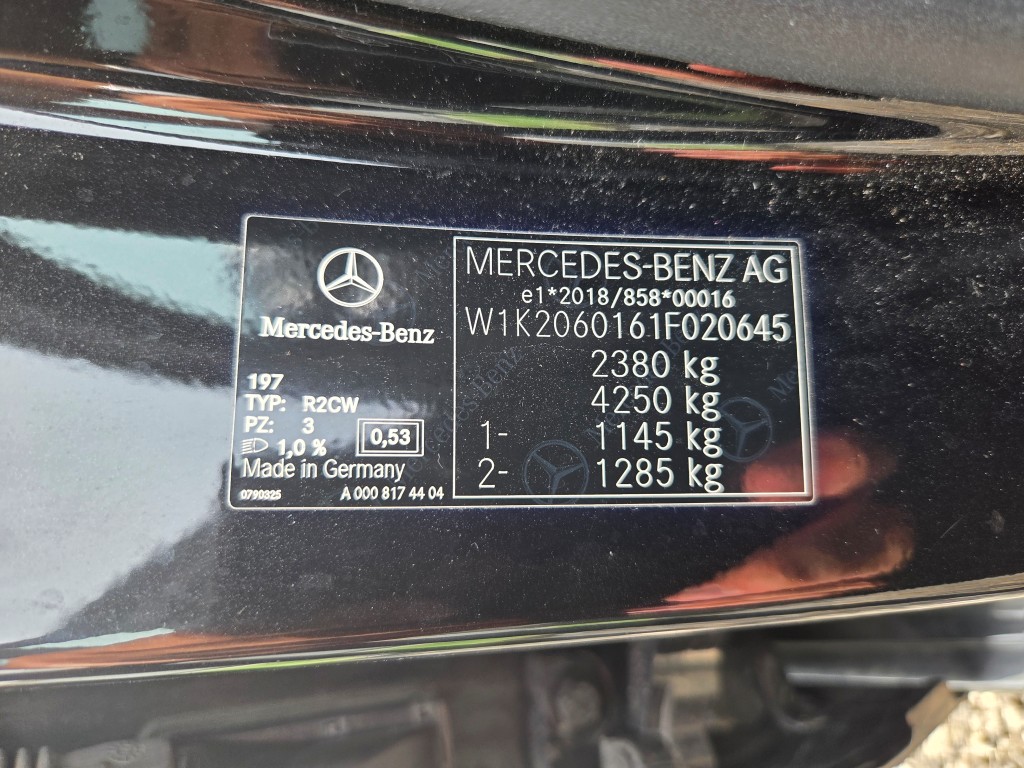 Mercedes-Benz
197
TYP: R2CW
PZ: 3
1,0 %
0,53
Made in Germany
0790325 A 000 817 44 04
MERCEDES-BENZ AG
e1*2018/858*00016
W1K2060161F020645
2380 kg
4250 kg
1- 1145 kg
2- 1285 kg